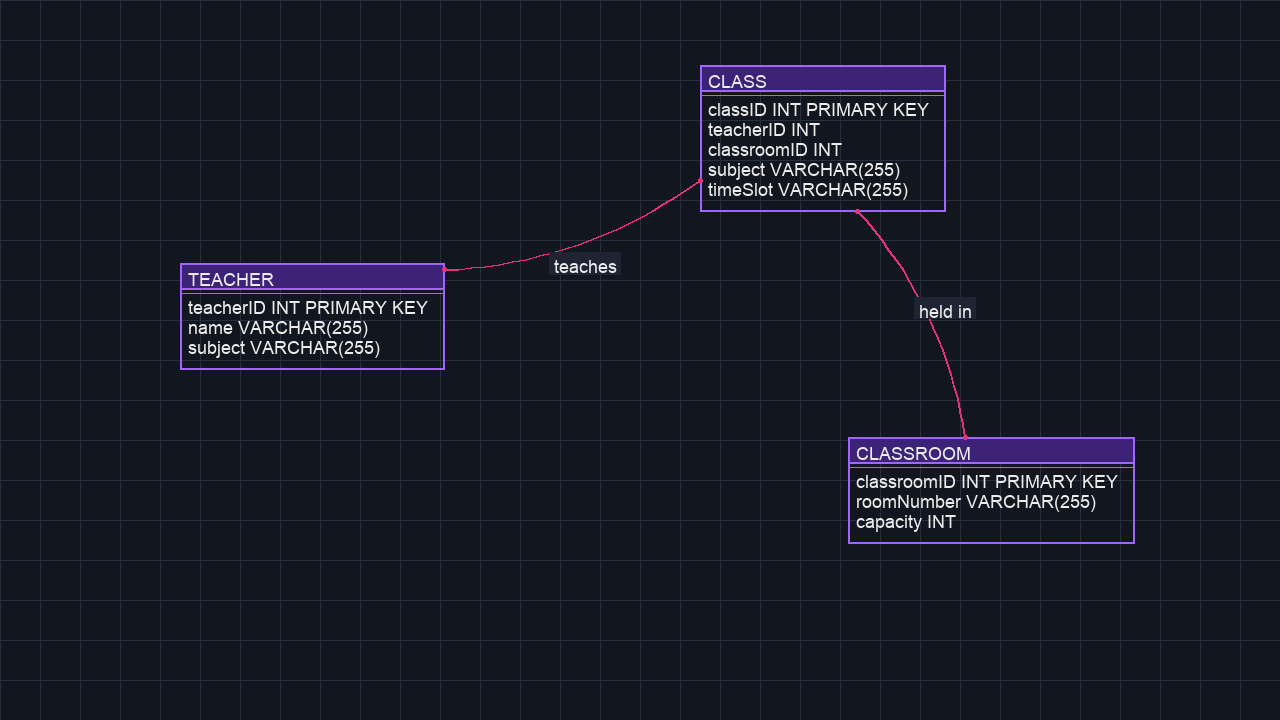 CLASS
classID INT PRIMARY KEY
teacherID INT
classroomID INT
subject VARCHAR(255)
timeSlot VARCHAR(255)
teaches
TEACHER
teacherID INT PRIMARY KEY
name VARCHAR(255)
subject VARCHAR(255)
held in
CLASSROOM
classroomID INT PRIMARY KEY
roomNumber VARCHAR(255)
capacity INT